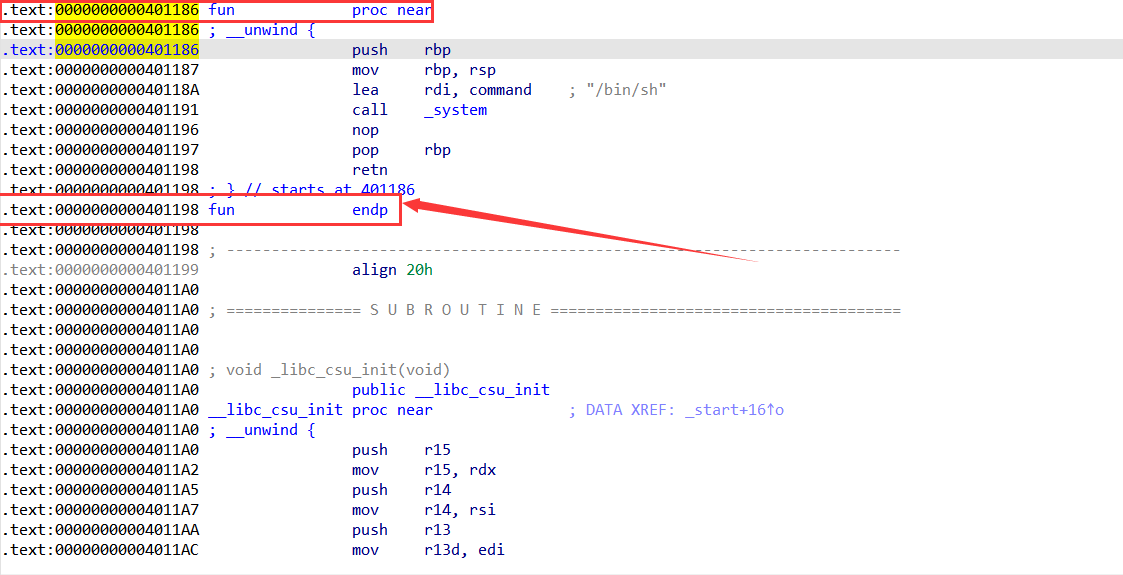 .text:0000000000401186 fun proc near
.text:0000000000401186 ; __unwind {
.text:0000000000401186 push rbp
.text:0000000000401187 mov rbp, rsp
.text:000000000040118A lea rdi, command ; "/bin/sh"
.text:0000000000401191 call _system
.text:0000000000401196 nop
.text:0000000000401197 pop rbp
.text:0000000000401198 retn
.text:0000000000401198 ; } // starts at 401186
.text:0000000000401198 fun endp
.text:0000000000401198
.text:0000000000401198 ; ---------------------------------------------------------------------------
.text:0000000000401199 align 20h
.text:00000000004011A0
.text:00000000004011A0 ; =============== S U B R O U T I N E =======================================
.text:00000000004011A0
.text:00000000004011A0
.text:00000000004011A0 ; void _libc_csu_init(void)
.text:00000000004011A0 public __libc_csu_init
.text:00000000004011A0 __libc_csu_init proc near ; DATA XREF: _start+16↑o
.text:00000000004011A0 ; __unwind {
.text:00000000004011A0 push r15
.text:00000000004011A2 mov r15, rdx
.text:00000000004011A5 push r14
.text:00000000004011A7 mov r14, rsi
.text:00000000004011AA push r13
.text:00000000004011AC mov r13d, edi